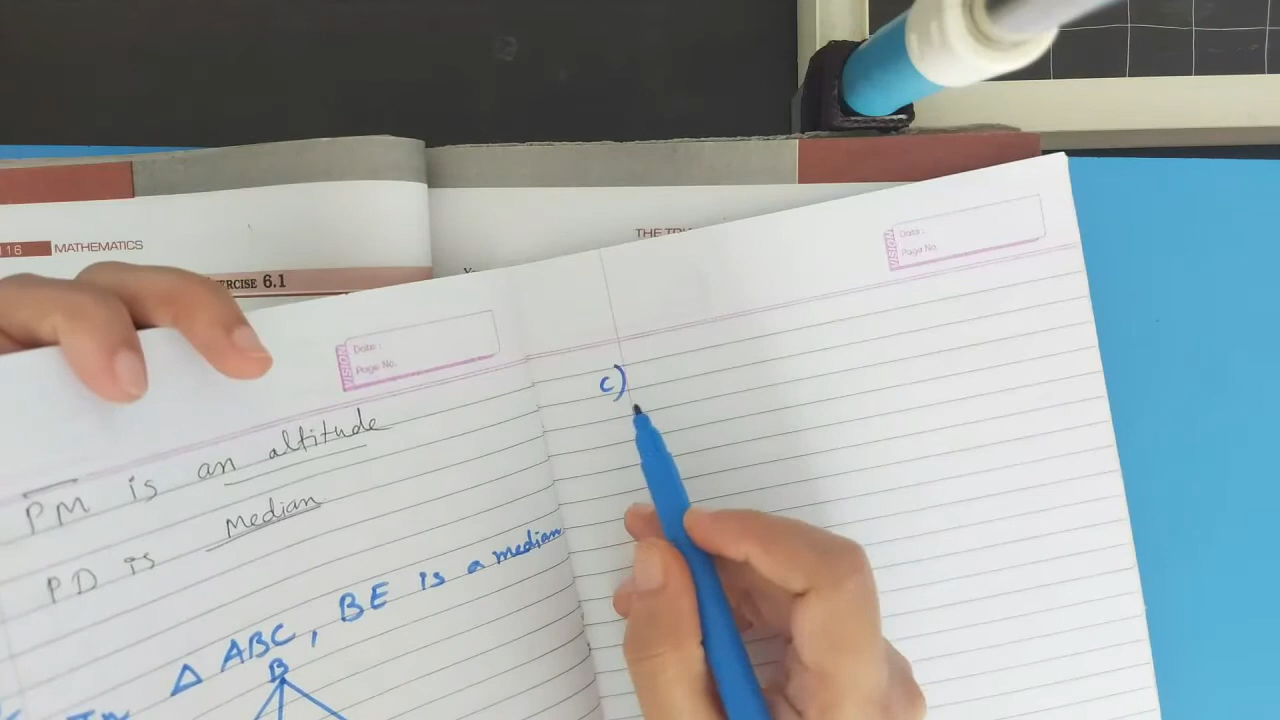 116 MATHEMATICS
ERCISE 6.1
THE TRI
VISION Date :
Page No.
PM is an altitude
PD is Median
In △ ABC, BE is a median
B
VISION Date :
Page No.
c)